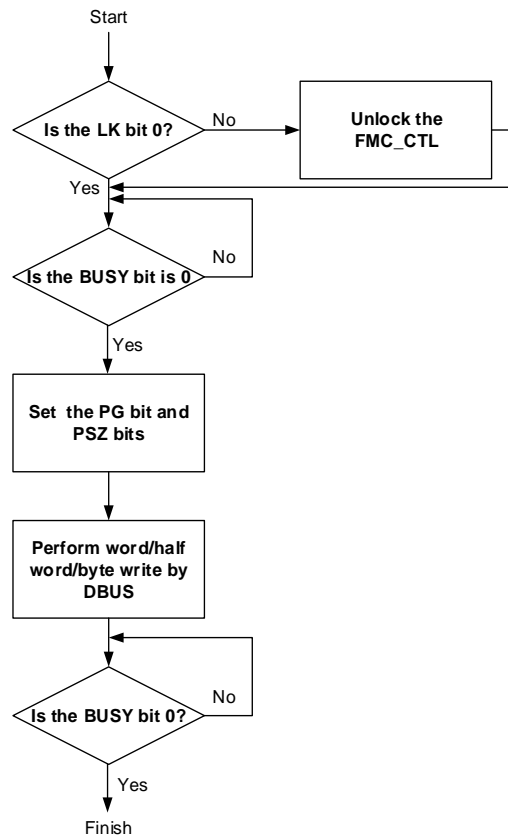 Start
Is the LK bit 0?
No
Unlock the
FMC_CTL
Yes
Is the BUSY bit is 0
No
Yes
Set the PG bit and
PSZ bits
Perform word/half
word/byte write by
DBUS
Is the BUSY bit 0?
No
Yes
Finish